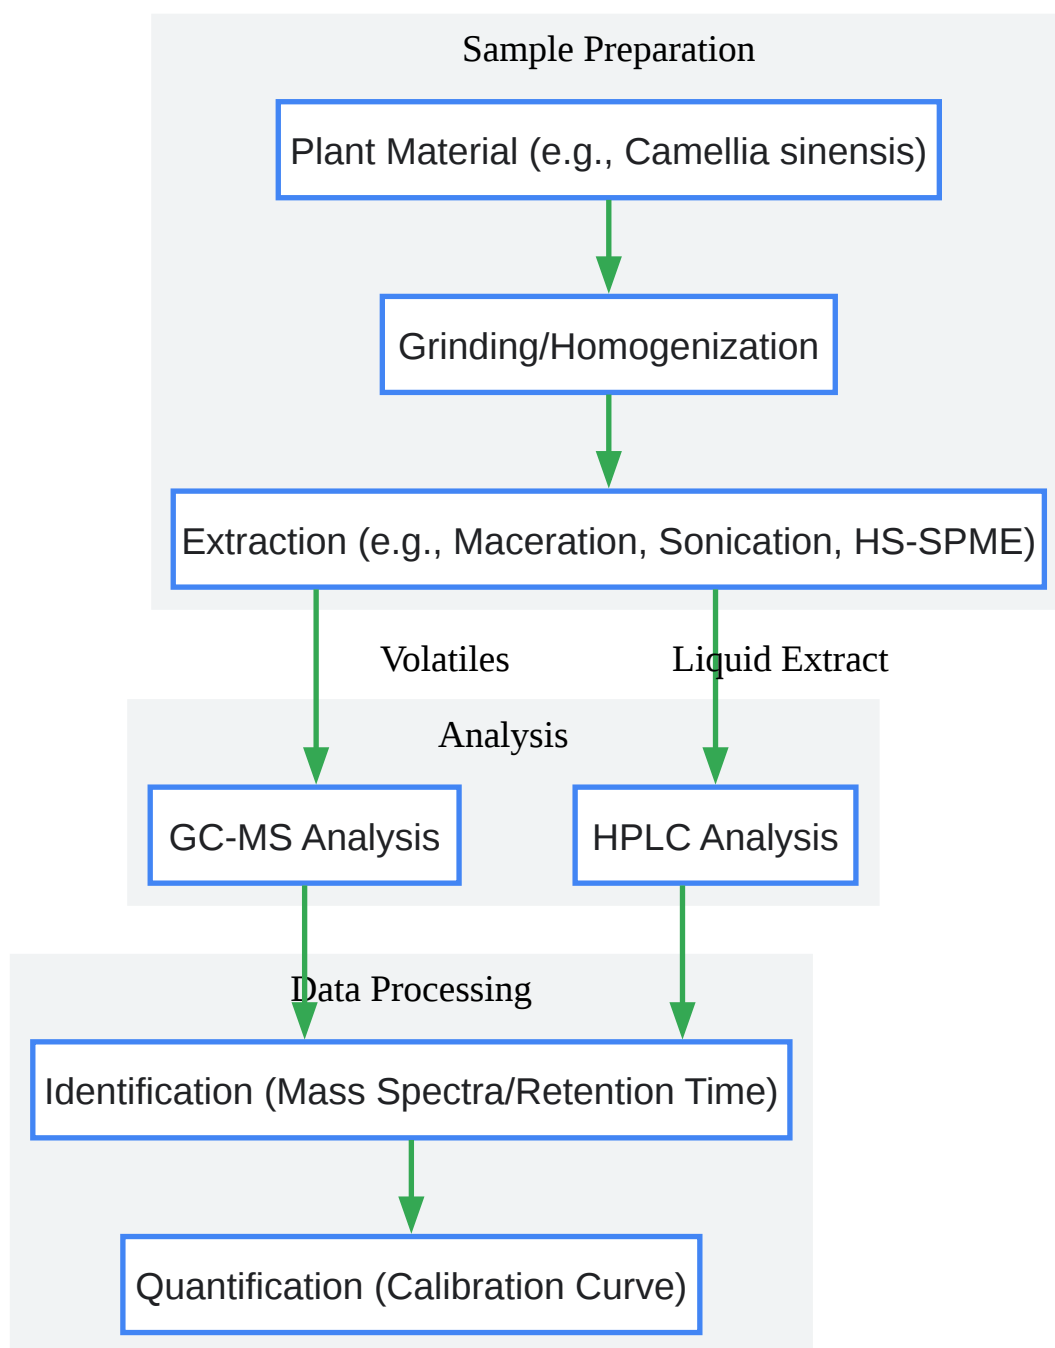 Sample Preparation
Plant Material (e.g., Camellia sinensis)
Grinding/Homogenization
Extraction (e.g., Maceration, Sonication, HS-SPME)
Volatiles
Liquid Extract
Analysis
GC-MS Analysis
HPLC Analysis
Data Processing
Identification (Mass Spectra/Retention Time)
Quantification (Calibration Curve)